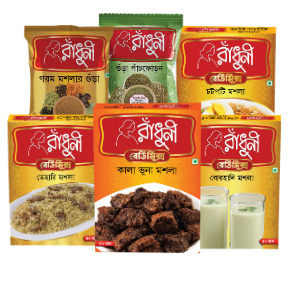 রাঁধুনী
গরম মশলার গুঁড়া
রাঁধুনী
গুঁড়া পাঁচফোড়ন
রাঁধুনী
রেডিমিক্স
চটপটি মশলা
রাঁধুনী
রেডিমিক্স
তেহারি মশলা
রাঁধুনী
রেডিমিক্স
কালা ভুনা মশলা
রাঁধুনী
রেডিমিক্স
বোরহানি মশলা